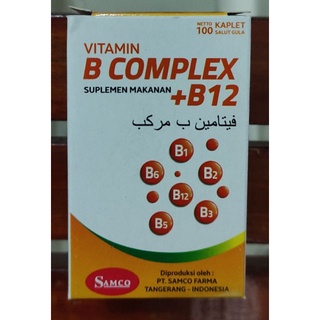 NETTO
100 KAPLET
SALUT GULA
VITAMIN
B COMPLEX
SUPLEMEN MAKANAN
+B12
فيتامين ب مركب
B1
B6
B2
B12
B3
B5
SAMCO
Diproduksi oleh :
PT. SAMCO FARMA
TANGERANG - INDONESIA